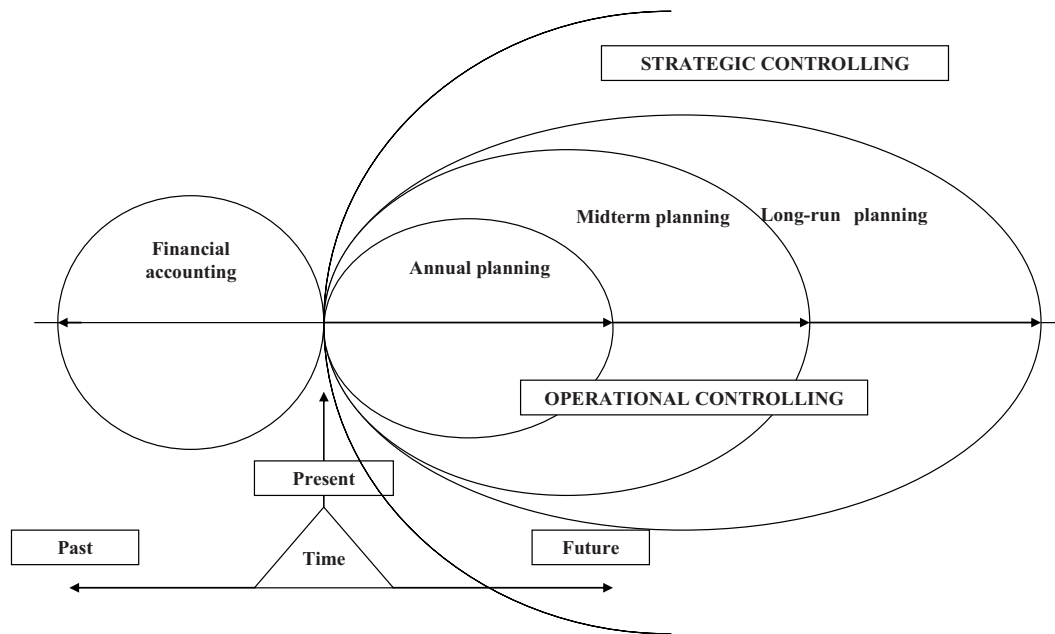 STRATEGIC CONTROLLING
Midterm planning
Long-run planning
Financial
accounting
Annual planning
OPERATIONAL CONTROLLING
Present
Past
Time
Future